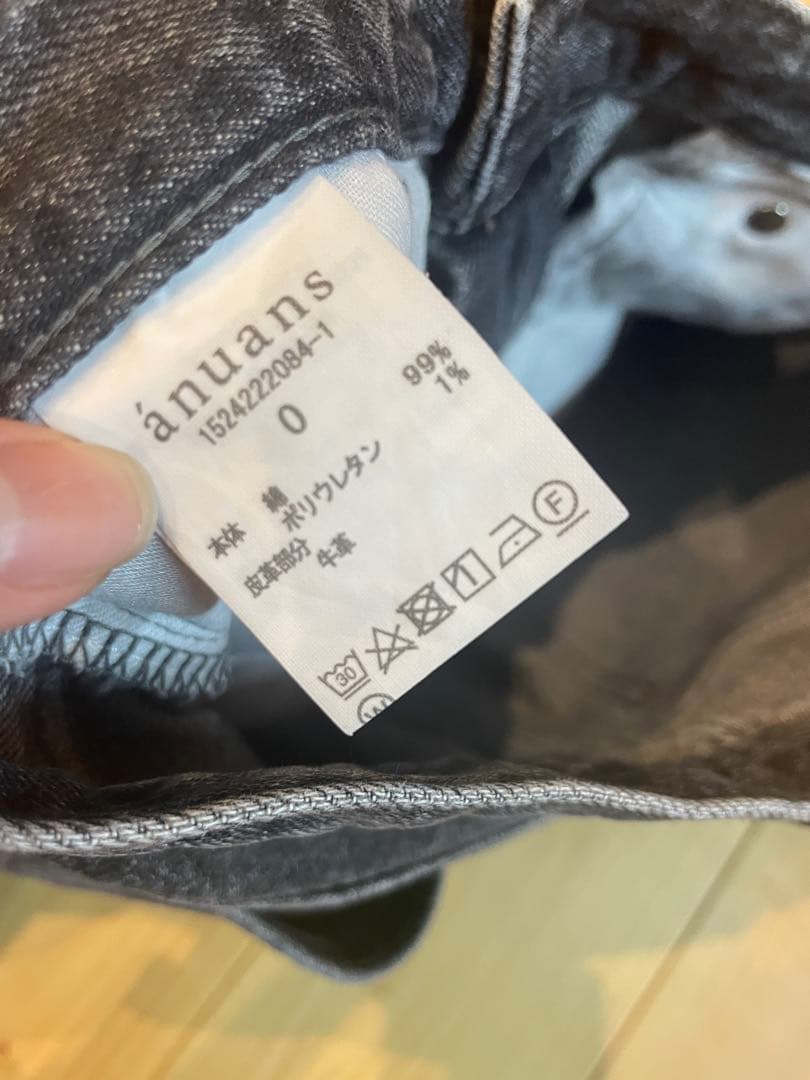 ánuans
1524222084-1
0
本体 綿 99%
ポリウレタン 1%
皮革部分 牛革
30 F
W